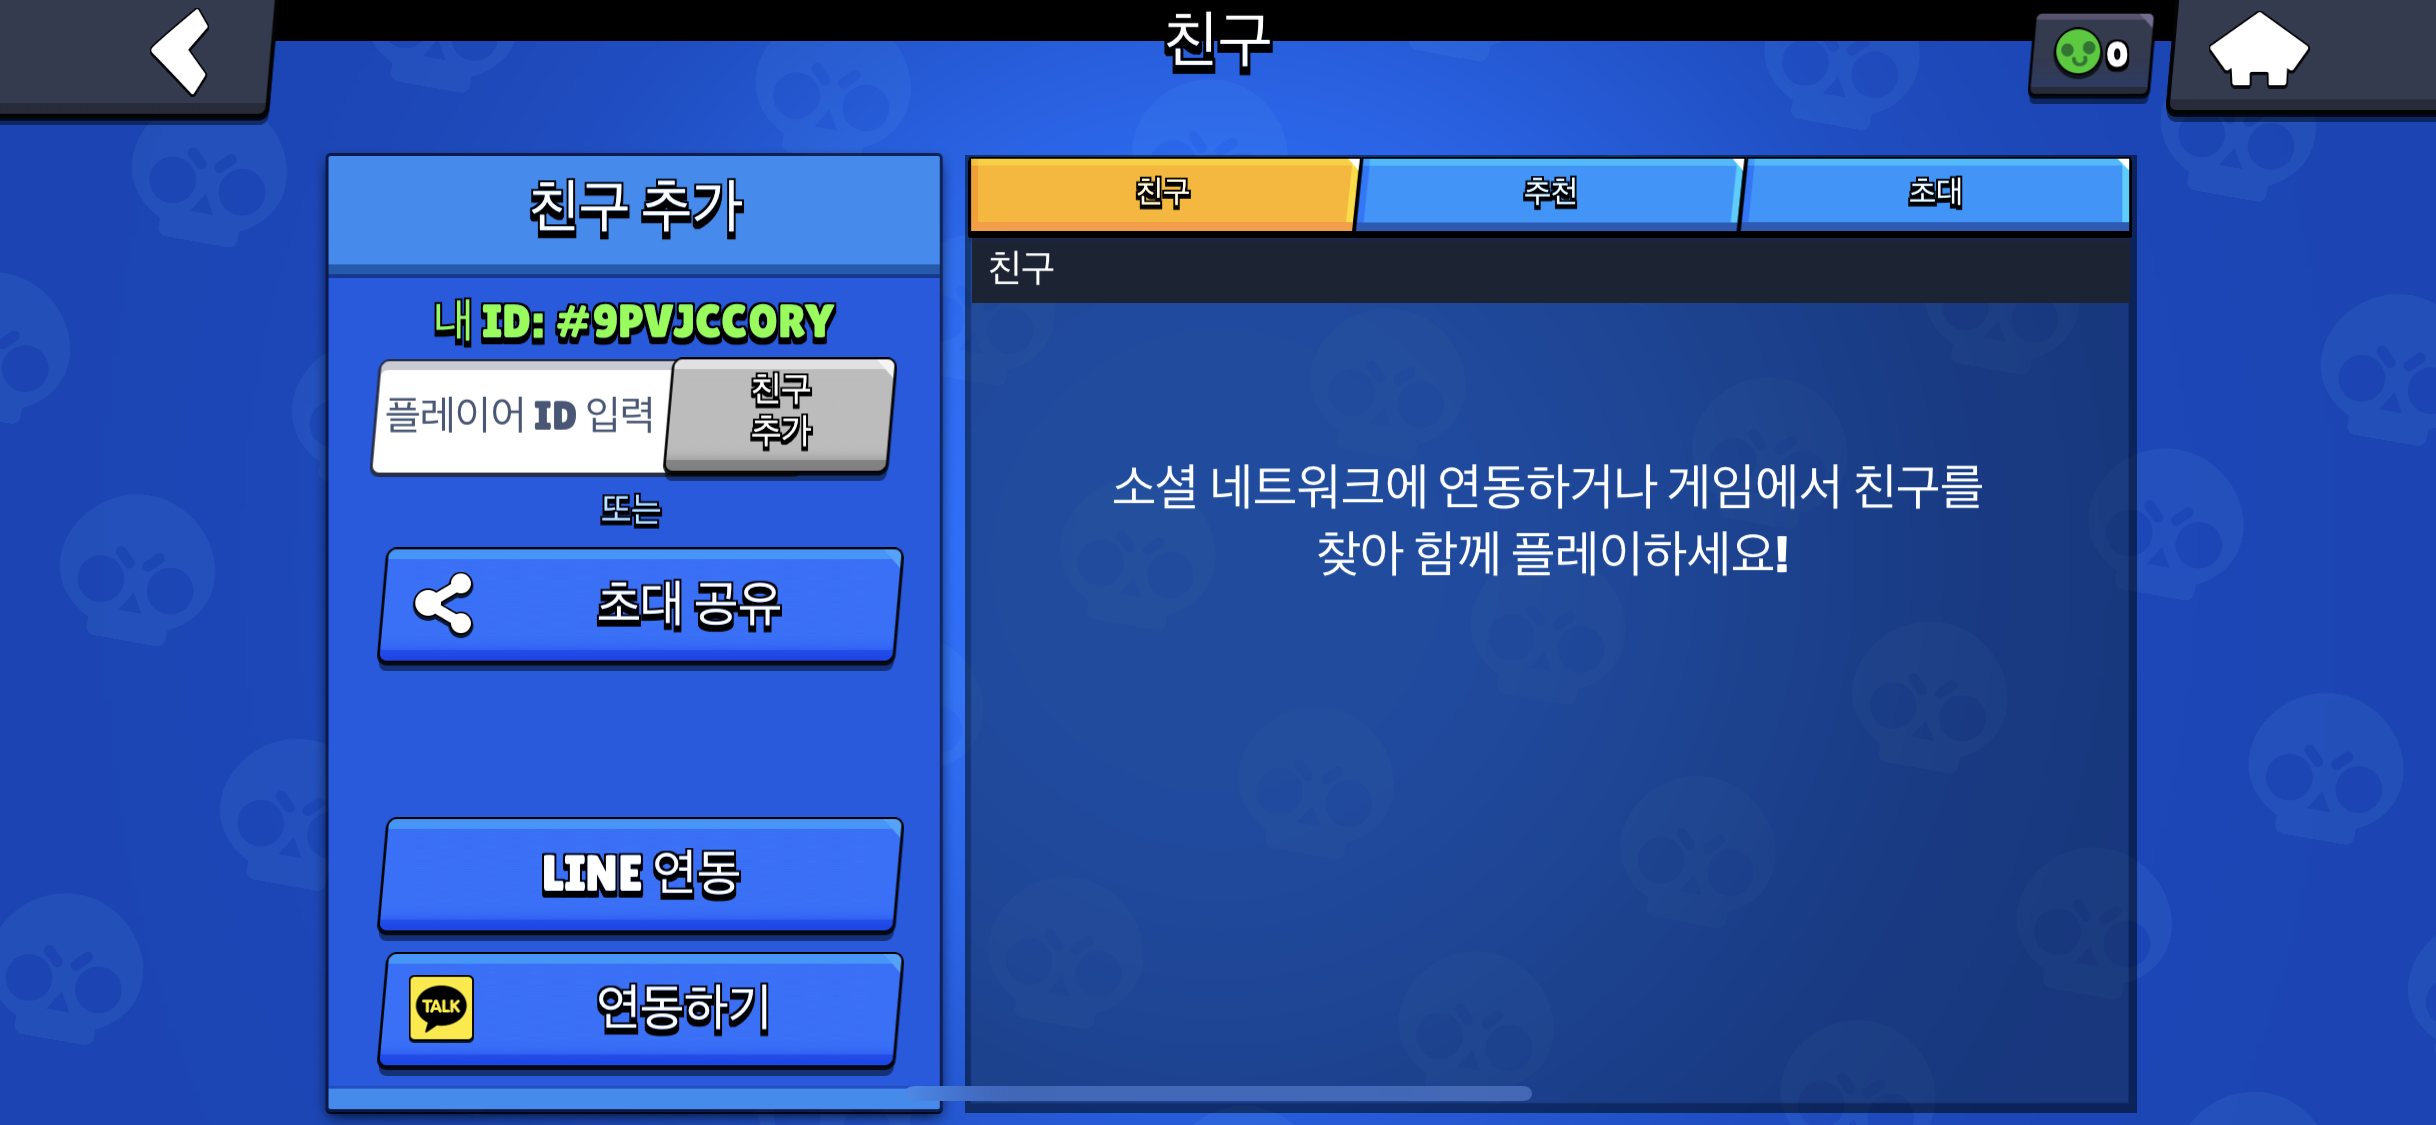 친구
0
친구 추가
내 ID: #9PVJCC0RY
플레이어 ID 입력
친구
추가
또는
초대 공유
LINE 연동
TALK
연동하기
친구
추천
초대
친구
소셜 네트워크에 연동하거나 게임에서 친구를
찾아 함께 플레이하세요!